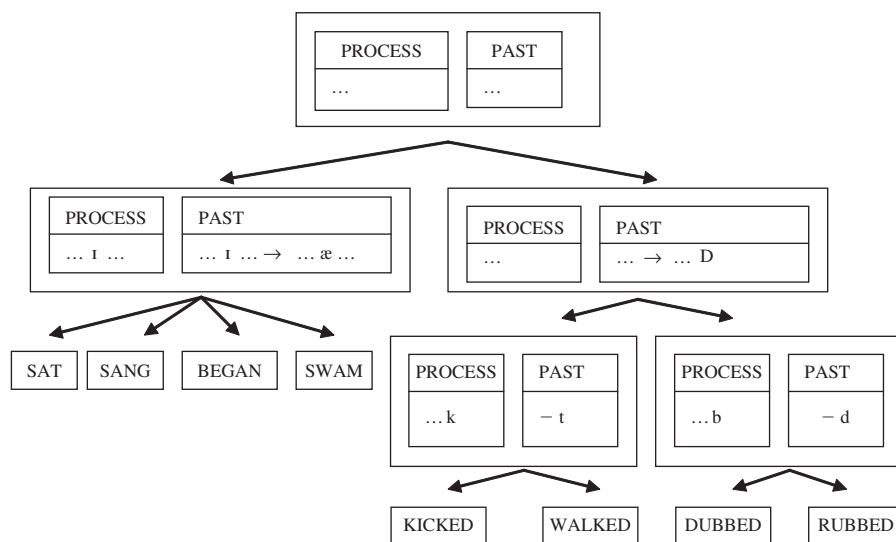 PROCESS PAST
… …
PROCESS PAST
… ɪ … … ɪ … → … æ …
PROCESS PAST
… … → … D
SAT SANG BEGAN SWAM
PROCESS PAST
…k – t
PROCESS PAST
…b – d
KICKED WALKED DUBBED RUBBED